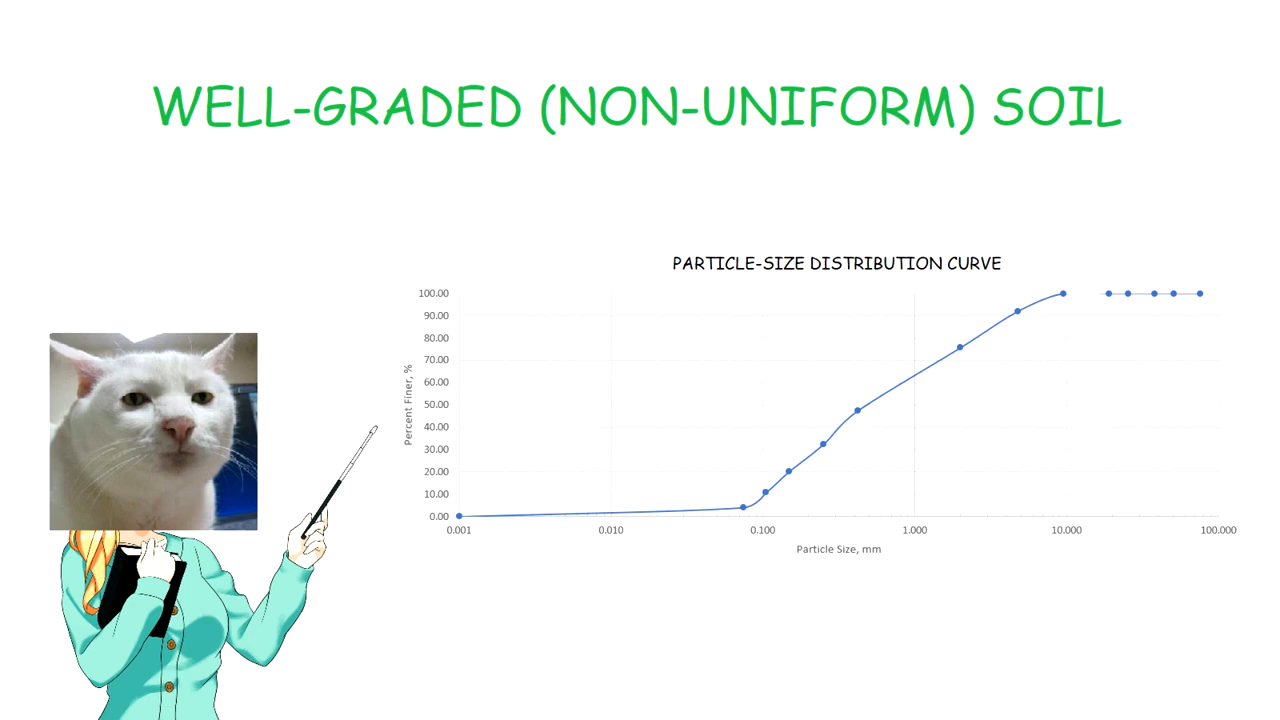 WELL-GRADED (NON-UNIFORM) SOIL
PARTICLE-SIZE DISTRIBUTION CURVE
100.00
90.00
80.00
70.00
60.00
50.00
40.00
30.00
20.00
10.00
0.00
Percent Finer, %
0.001 0.010 0.100 1.000 10.000 100.000
Particle Size, mm